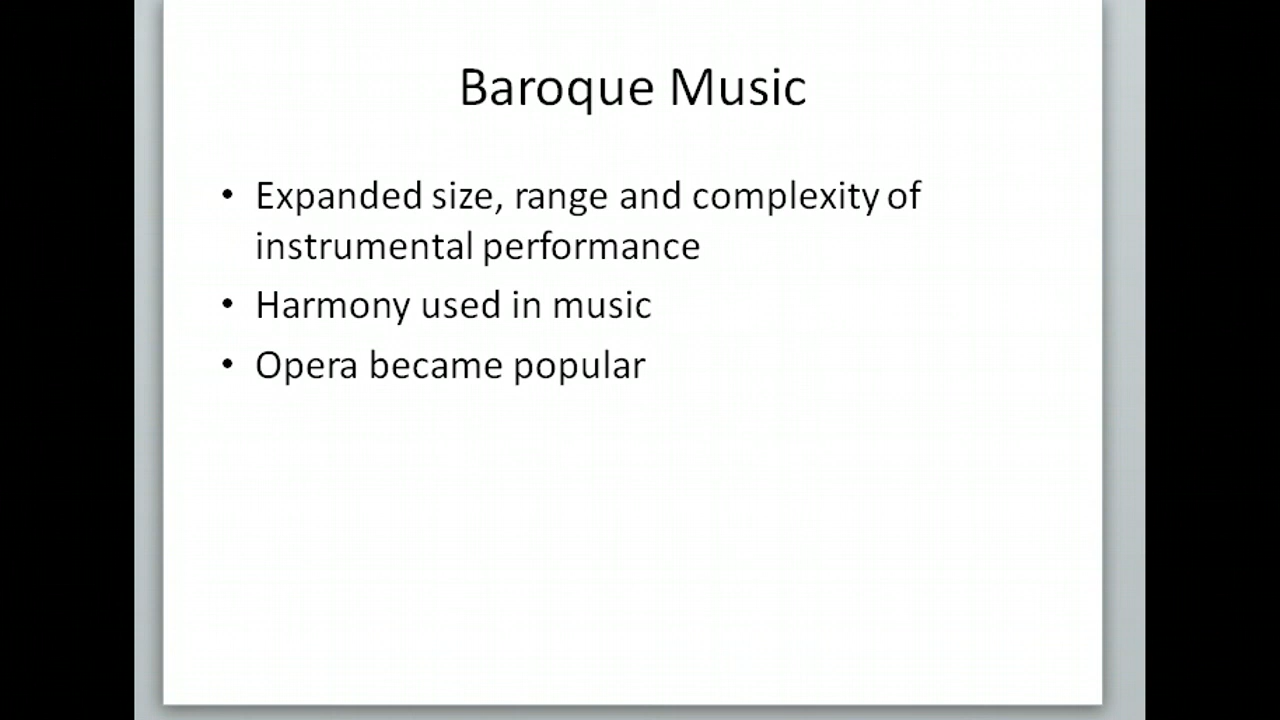 Baroque Music
• Expanded size, range and complexity of
instrumental performance
• Harmony used in music
• Opera became popular